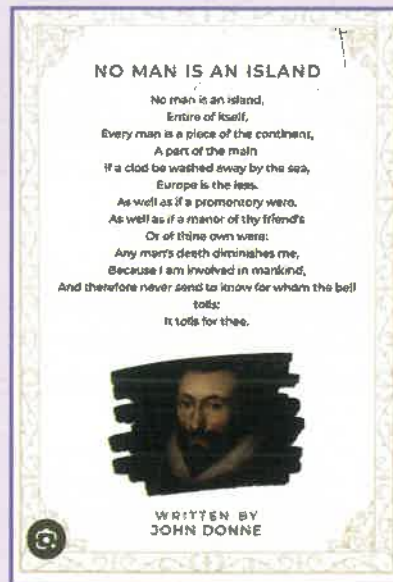 NO MAN IS AN ISLAND
No man is an island,
Entire of itself,
Every man is a piece of the continent,
A part of the main
If a clod be washed away by the sea,
Europe is the less.
As well as if a promontory were.
As well as if a manor of thy friend's
Or of thine own were:
Any man's death diminishes me,
Because I am involved in mankind,
And therefore never send to know for whom the bell
tolls;
It tolls for thee.
WRITTEN BY
JOHN DONNE